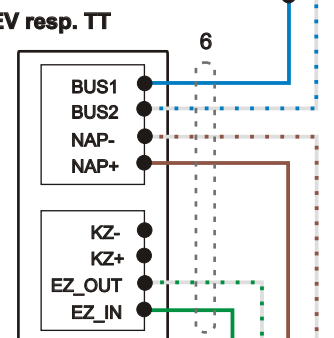 EV resp. TT
6
BUS1
BUS2
NAP-
NAP+
KZ-
KZ+
EZ_OUT
EZ_IN